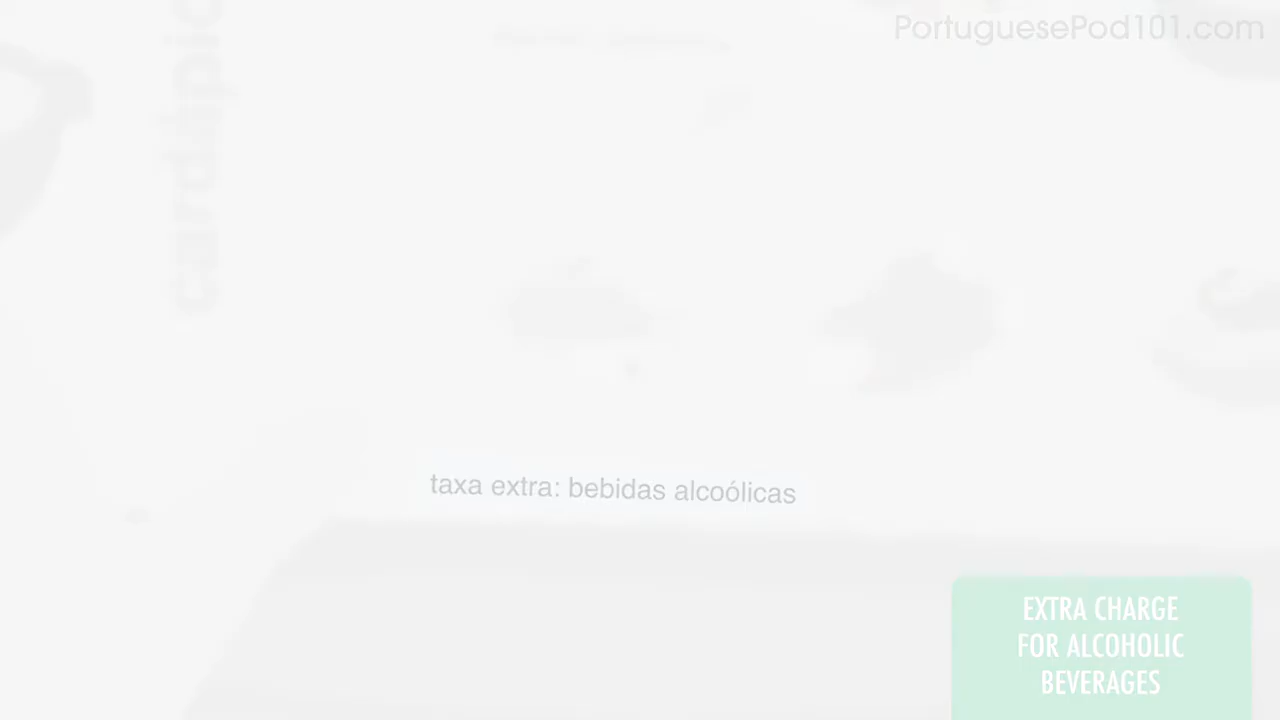 PortuguesePod101.com
taxa extra: bebidas alcoólicas
EXTRA CHARGE
FOR ALCOHOLIC
BEVERAGES